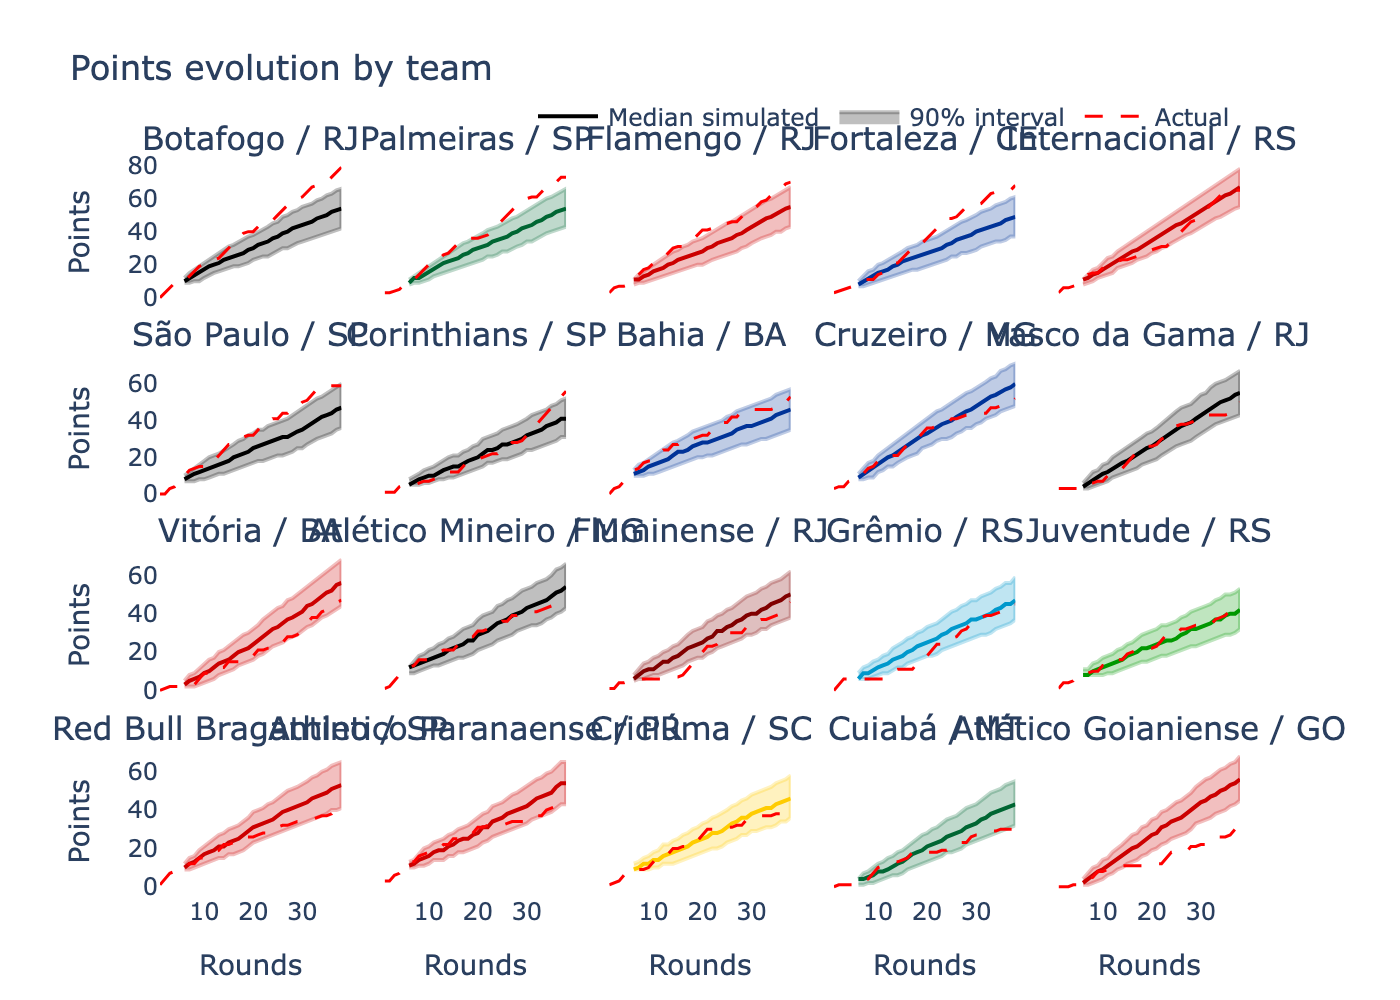 Points evolution by team
Median simulated 90% interval Actual
Botafogo / RJ Palmeiras / SP Flamengo / RJ Fortaleza / CE Internacional / RS
80
60
40
20
0
Points
São Paulo / SP Corinthians / SP Bahia / BA Cruzeiro / MG Vasco da Gama / RJ
60
40
20
0
Points
Vitória / BA Atlético Mineiro / MG Fluminense / RJ Grêmio / RS Juventude / RS
60
40
20
0
Points
Red Bull Bragantino / SP Athletico Paranaense / PR Criciúma / SC Cuiabá / MT Atlético Goianiense / GO
60
40
20
0
Points
10 20 30 10 20 30 10 20 30 10 20 30 10 20 30
Rounds Rounds Rounds Rounds Rounds